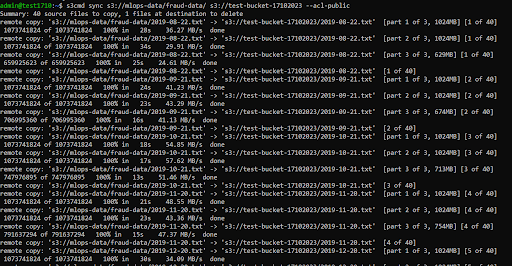 admin@test1710:~$ s3cmd sync s3://mlops-data/fraud-data/ s3://test-bucket-17102023 --acl-public
Summary: 40 source files to copy, 1 files at destination to delete
remote copy: 's3://mlops-data/fraud-data/2019-08-22.txt' -> 's3://test-bucket-17102023/2019-08-22.txt'  [part 1 of 3, 1024MB] [1 of 40]
 1073741824 of 1073741824   100% in   28s    36.27 MB/s  done
remote copy: 's3://mlops-data/fraud-data/2019-08-22.txt' -> 's3://test-bucket-17102023/2019-08-22.txt'  [part 2 of 3, 1024MB] [1 of 40]
 1073741824 of 1073741824   100% in   34s    29.91 MB/s  done
remote copy: 's3://mlops-data/fraud-data/2019-08-22.txt' -> 's3://test-bucket-17102023/2019-08-22.txt'  [part 3 of 3, 629MB] [1 of 40]
 659925623 of 659925623   100% in   25s    24.61 MB/s  done
remote copy: 's3://mlops-data/fraud-data/2019-08-22.txt' -> 's3://test-bucket-17102023/2019-08-22.txt'  [1 of 40]
remote copy: 's3://mlops-data/fraud-data/2019-09-21.txt' -> 's3://test-bucket-17102023/2019-09-21.txt'  [part 1 of 3, 1024MB] [2 of 40]
 1073741824 of 1073741824   100% in   24s    41.23 MB/s  done
remote copy: 's3://mlops-data/fraud-data/2019-09-21.txt' -> 's3://test-bucket-17102023/2019-09-21.txt'  [part 2 of 3, 1024MB] [2 of 40]
 1073741824 of 1073741824   100% in   23s    43.29 MB/s  done
remote copy: 's3://mlops-data/fraud-data/2019-09-21.txt' -> 's3://test-bucket-17102023/2019-09-21.txt'  [part 3 of 3, 674MB] [2 of 40]
 706995360 of 706995360   100% in   16s    41.13 MB/s  done
remote copy: 's3://mlops-data/fraud-data/2019-09-21.txt' -> 's3://test-bucket-17102023/2019-09-21.txt'  [2 of 40]
remote copy: 's3://mlops-data/fraud-data/2019-10-21.txt' -> 's3://test-bucket-17102023/2019-10-21.txt'  [part 1 of 3, 1024MB] [3 of 40]
 1073741824 of 1073741824   100% in   18s    54.85 MB/s  done
remote copy: 's3://mlops-data/fraud-data/2019-10-21.txt' -> 's3://test-bucket-17102023/2019-10-21.txt'  [part 2 of 3, 1024MB] [3 of 40]
 1073741824 of 1073741824   100% in   17s    57.62 MB/s  done
remote copy: 's3://mlops-data/fraud-data/2019-10-21.txt' -> 's3://test-bucket-17102023/2019-10-21.txt'  [part 3 of 3, 713MB] [3 of 40]
 747976895 of 747976895   100% in   13s    51.46 MB/s  done
remote copy: 's3://mlops-data/fraud-data/2019-10-21.txt' -> 's3://test-bucket-17102023/2019-10-21.txt'  [3 of 40]
remote copy: 's3://mlops-data/fraud-data/2019-11-20.txt' -> 's3://test-bucket-17102023/2019-11-20.txt'  [part 1 of 3, 1024MB] [4 of 40]
 1073741824 of 1073741824   100% in   21s    48.55 MB/s  done
remote copy: 's3://mlops-data/fraud-data/2019-11-20.txt' -> 's3://test-bucket-17102023/2019-11-20.txt'  [part 2 of 3, 1024MB] [4 of 40]
 1073741824 of 1073741824   100% in   23s    43.36 MB/s  done
remote copy: 's3://mlops-data/fraud-data/2019-11-20.txt' -> 's3://test-bucket-17102023/2019-11-20.txt'  [part 3 of 3, 754MB] [4 of 40]
 791637294 of 791637294   100% in   15s    47.37 MB/s  done
remote copy: 's3://mlops-data/fraud-data/2019-11-20.txt' -> 's3://test-bucket-17102023/2019-11-20.txt'  [4 of 40]
remote copy: 's3://mlops-data/fraud-data/2019-12-20.txt' -> 's3://test-bucket-17102023/2019-12-20.txt'  [part 1 of 3, 1024MB] [5 of 40]
 1073741824 of 1073741824   100% in   30s    34.09 MB/s  done